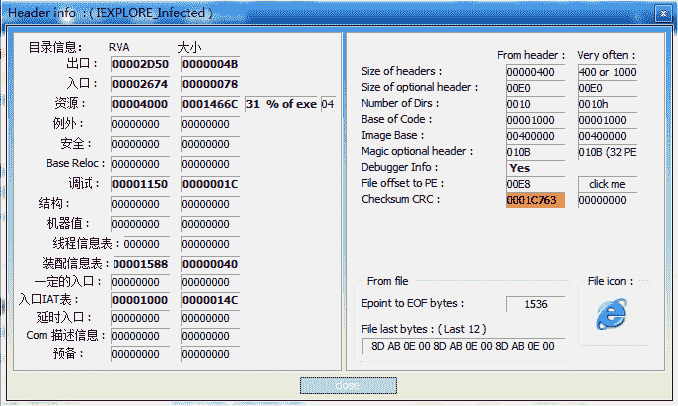 Header info : ( IEXPLORE_Infected )
目录信息： RVA 大小
出口： 00002D50 0000004B
入口： 00002674 00000078
资源： 00004000 0001466C 31 % of exe 04
例外： 00000000 00000000
安全： 00000000 00000000
Base Reloc： 00000000 00000000
调试： 00001150 0000001C
结构： 00000000 00000000
机器值： 00000000 00000000
线程信息表： 000000 00000000
装配信息表： 00001588 00000040
一定的入口： 00000000 00000000
入口IAT表： 00001000 0000014C
延时入口： 00000000 00000000
Com 描述信息： 00000000 00000000
预备： 00000000 00000000
From header : Very often :
Size of headers : 00000400 400 or 1000
Size of optional header : 00E0 00E0
Number of Dirs : 0010 0010h
Base of Code : 00001000 00001000
Image Base : 00400000 00400000
Magic optional header : 010B 010B (32 PE
Debugger Info : Yes
File offset to PE : 00E8 click me
Checksum CRC : 0001C763 00000000
From file
Epoint to EOF bytes : 1536
File last bytes : ( Last 12 )
8D AB 0E 00 8D AB 0E 00 8D AB 0E 00
File icon :
close